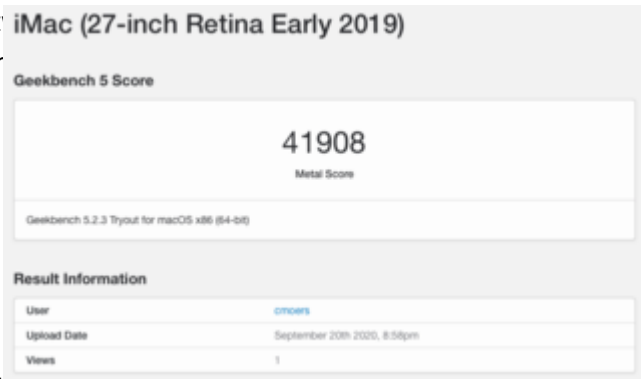 iMac (27-inch Retina Early 2019)
Geekbench 5 Score
41908
Metal Score
Geekbench 5.2.3 Tryout for macOS x86 (64-bit)
Result Information
User cmoers
Upload Date September 20th 2020, 8:58pm
Views 1